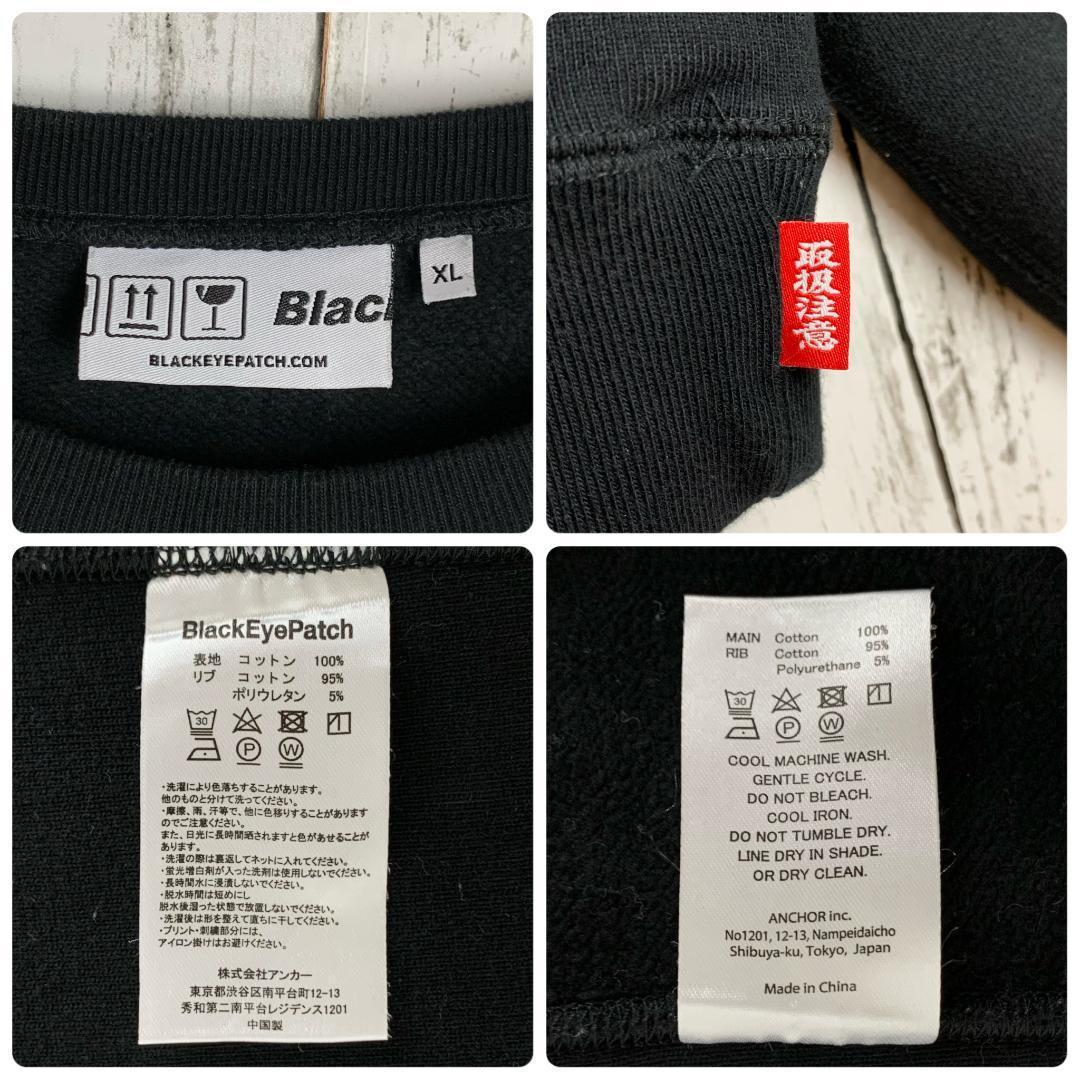 Black
BLACKEYEPATCH.COM
XL
取扱注意
BlackEyePatch
表地 コットン 100%
リブ コットン 95%
ポリウレタン 5%
30
P W
・洗濯により色落ちすることがあります。
他のものと分けて洗ってください。
・摩擦、雨、汗等で、他に色移りすることがあります
のでご注意ください。
また、日光に長時間晒されますと色があせることが
あります。
・洗濯の際は裏返してネットに入れてください。
・蛍光増白剤が入った洗剤は使用しないでください。
・長時間水に浸漬しないでください。
・脱水時間は短めにし
脱水後湿った状態で放置しないでください。
・洗濯後は形を整えて直ちに干してください。
・プリント・刺繍部分には、
アイロン掛けはお避けください。
株式会社アンカー
東京都渋谷区南平台町12-13
秀和第二南平台レジデンス1201
中国製
MAIN Cotton 100%
RIB Cotton 95%
Polyurethane 5%
30
P W
COOL MACHINE WASH.
GENTLE CYCLE.
DO NOT BLEACH.
COOL IRON.
DO NOT TUMBLE DRY.
LINE DRY IN SHADE.
OR DRY CLEAN.
ANCHOR inc.
No1201, 12-13, Nampeidaicho
Shibuya-ku, Tokyo, Japan
Made in China